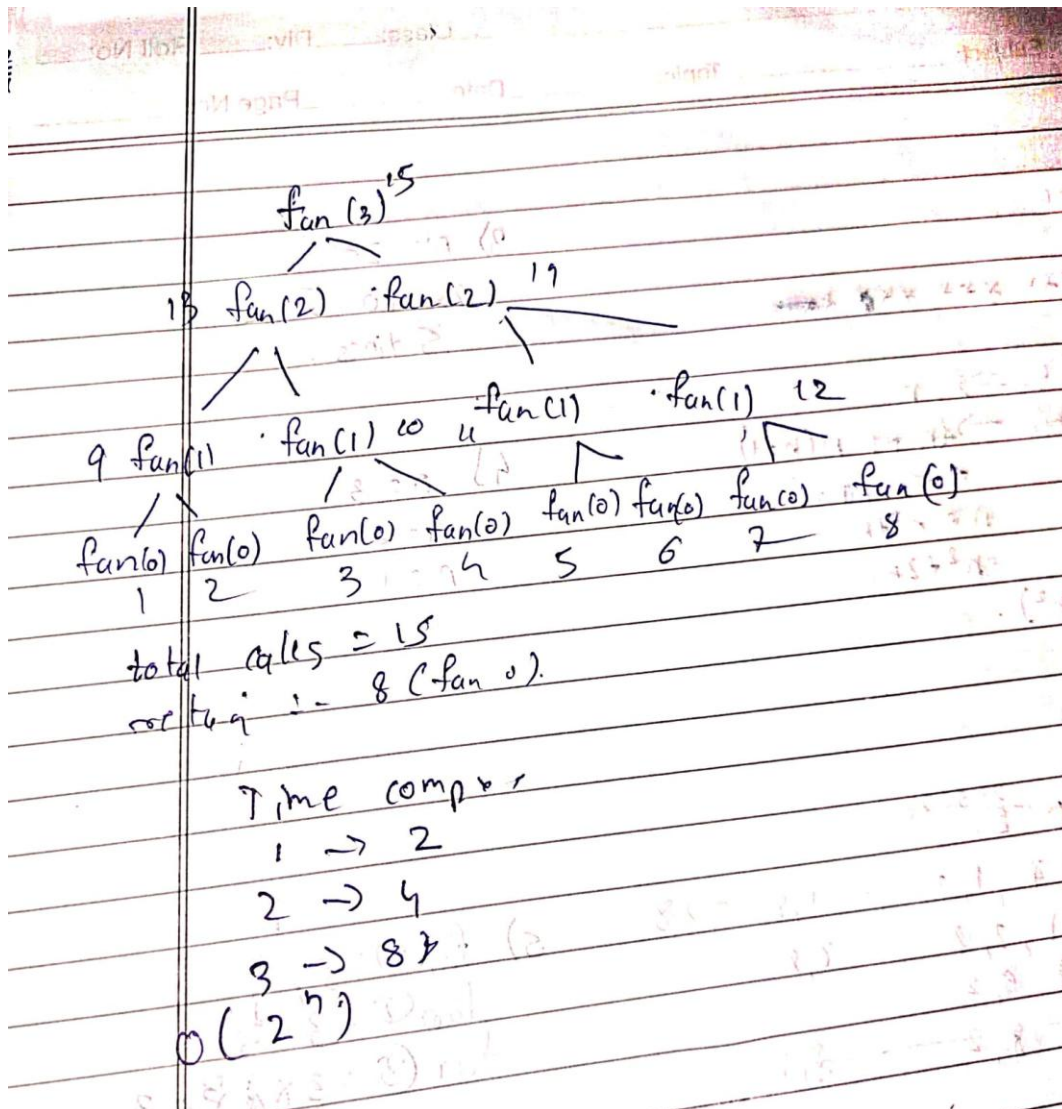 fun (3) 15
13 fun(2) fun(2) 19
9 fun(1) fun(1) 10 11 fun(1) fun(1) 12
fun(0) fun(0) fun(0) fun(0) fun(0) fun(0) fun(0) fun(0)
1 2 3 4 5 6 7 8
total calls = 15
8 (fun 0).
Time
1 → 2
2 → 4
3 → 8
O(2^n)